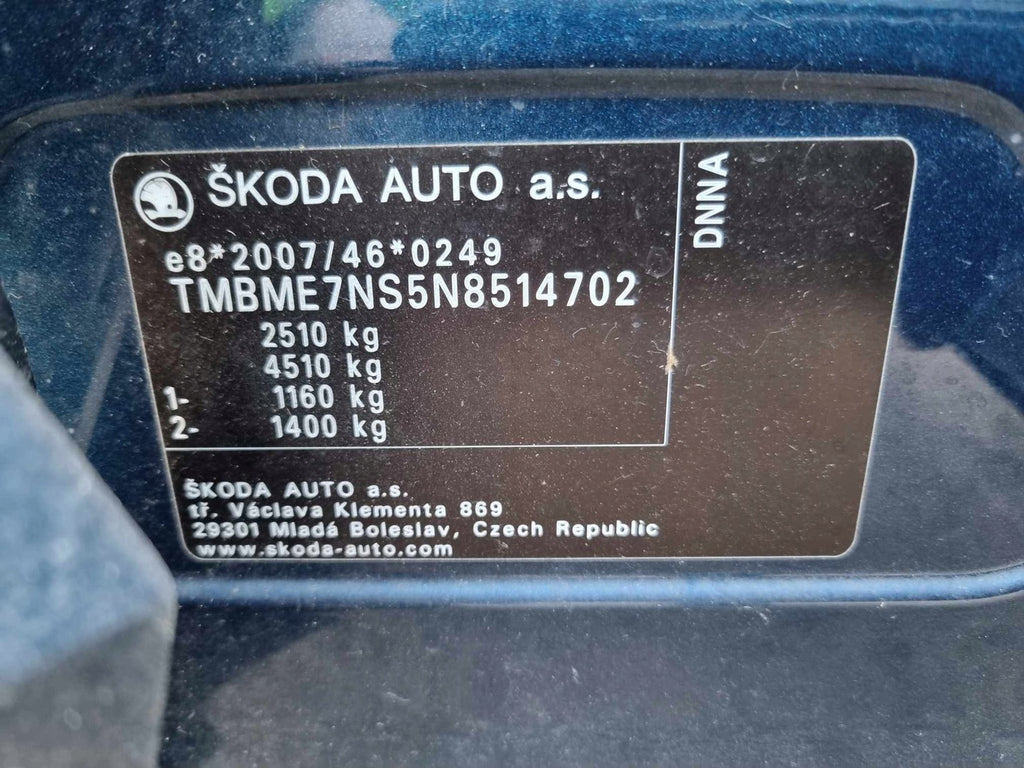 ŠKODA AUTO a.s.
DNNA
e8*2007/46*0249
TMBME7NS5N8514702
2510 kg
4510 kg
1- 1160 kg
2- 1400 kg
ŠKODA AUTO a.s.
tř. Václava Klementa 869
29301 Mladá Boleslav, Czech Republic
www.skoda-auto.com